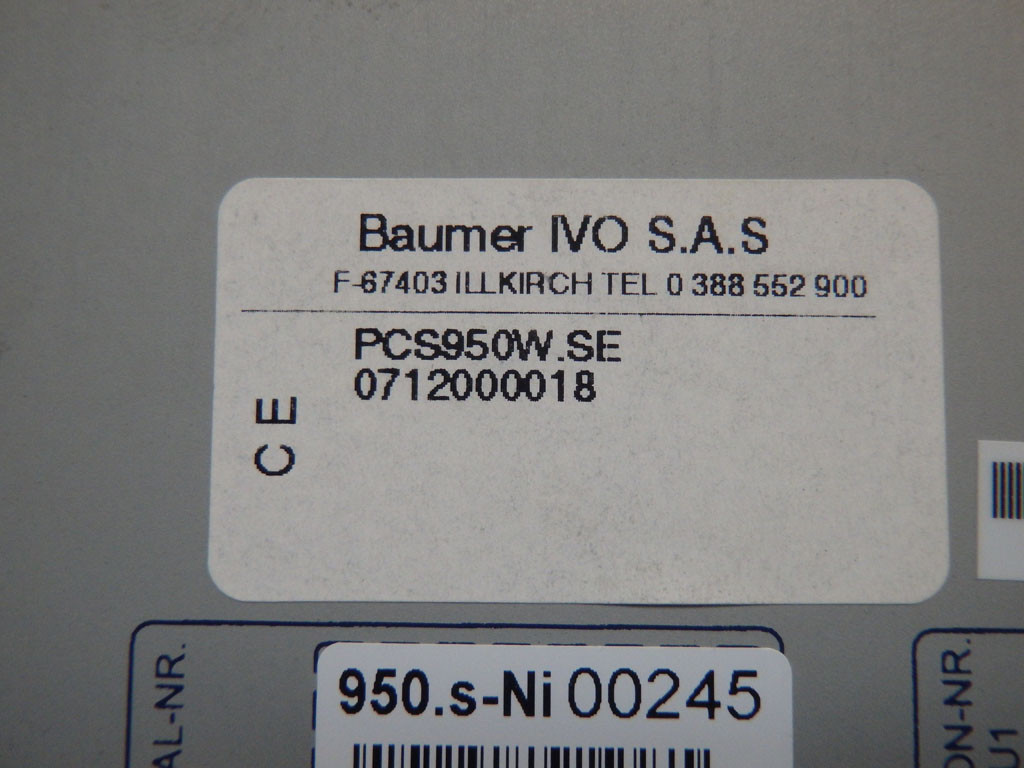 Baumer IVO S.A.S
F-67403 ILLKIRCH TEL 0 388 552 900
PCS950W.SE
0712000018
CE
AL-NR.
950.s-Ni 00245
ON-NR.
U1